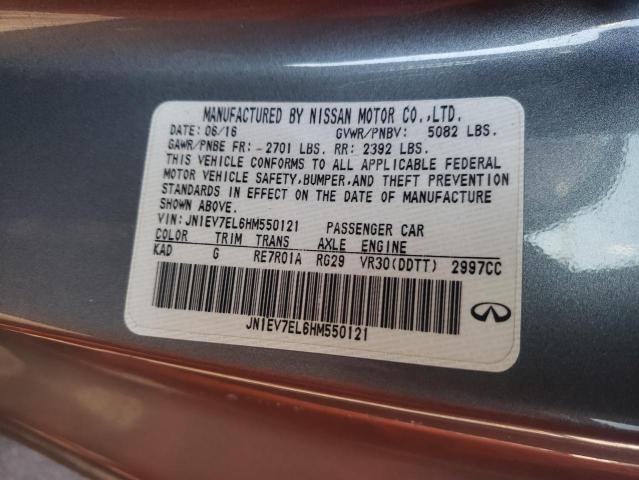 MANUFACTURED BY NISSAN MOTOR CO.,LTD.
DATE: 06/16 GVWR/PNBV: 5082 LBS.
GAWR/PNBE FR: 2701 LBS. RR: 2392 LBS.
THIS VEHICLE CONFORMS TO ALL APPLICABLE FEDERAL
MOTOR VEHICLE SAFETY, BUMPER, AND THEFT PREVENTION
STANDARDS IN EFFECT ON THE DATE OF MANUFACTURE
SHOWN ABOVE.
VIN: JN1EV7EL6HM550121 PASSENGER CAR
COLOR TRIM TRANS AXLE ENGINE
KAD G RE7R01A RG29 VR30(DDTT) 2997CC
JN1EV7EL6HM550121